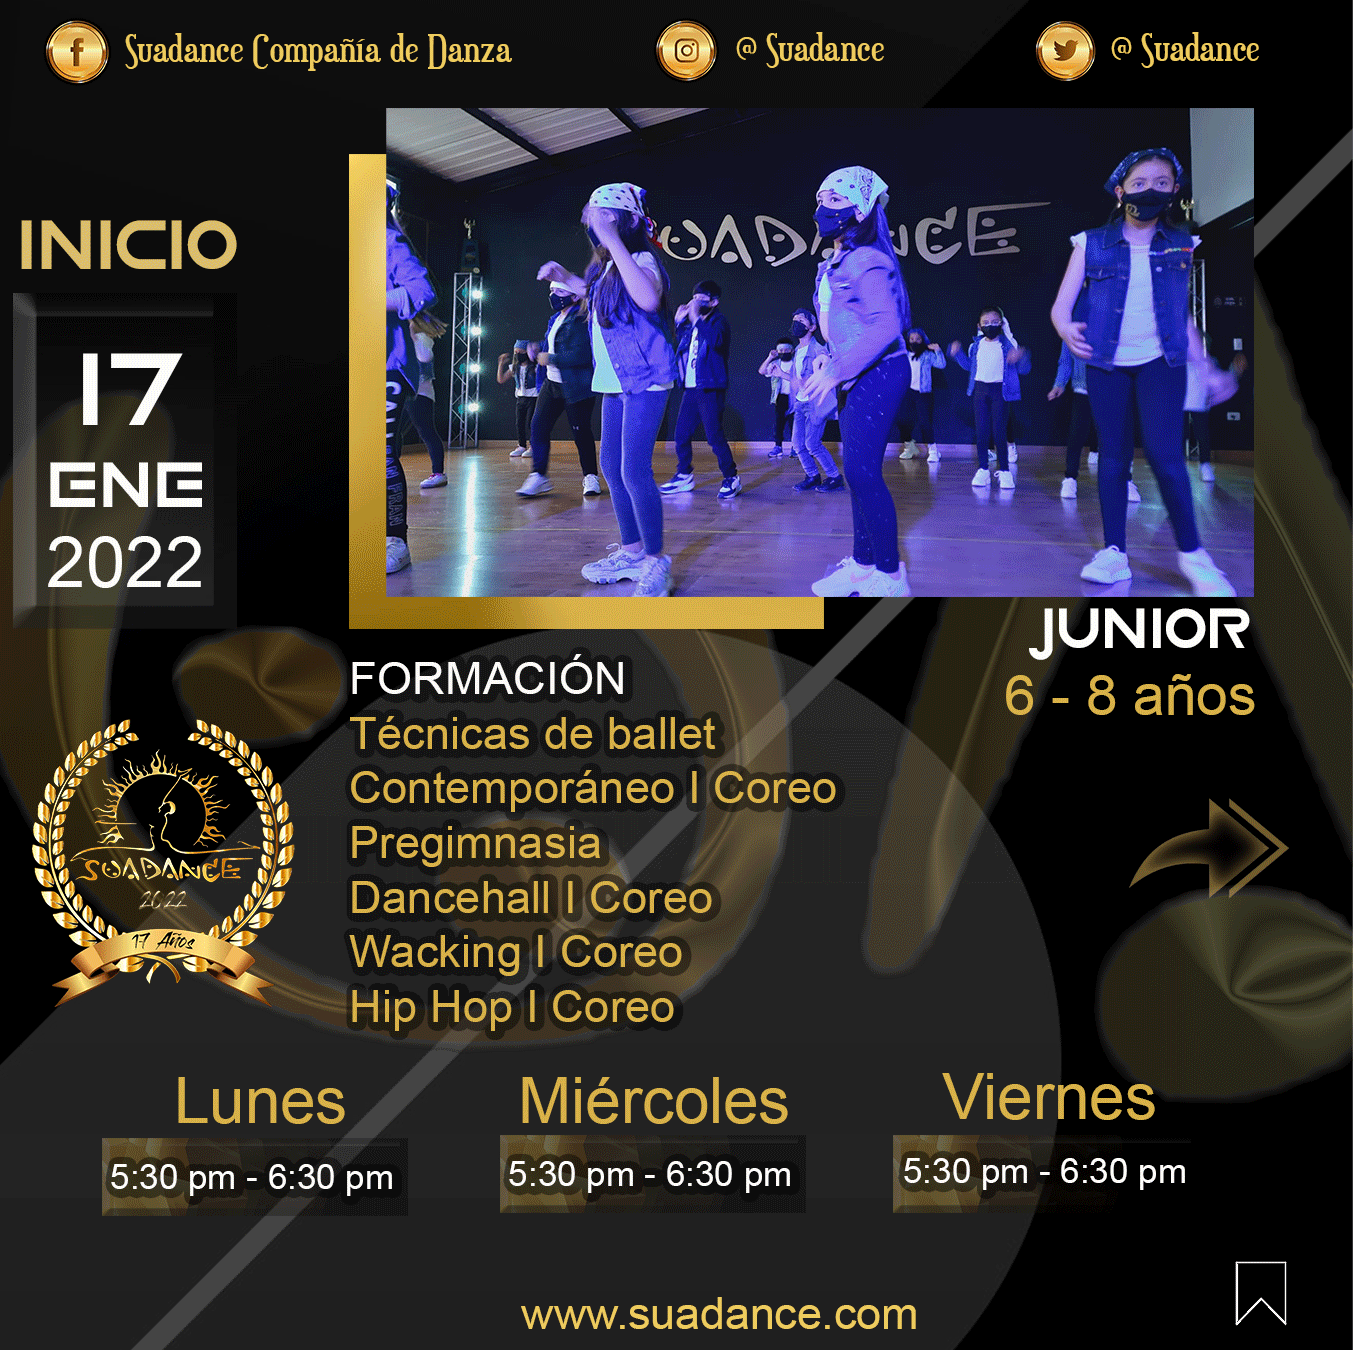 Suadance Compañía de Danza
@ Suadance
@ Suadance
SUADANCE
INICIO
17
ENE
2022
JUNIOR
6 - 8 años
FORMACIÓN
Técnicas de ballet
Contemporáneo I Coreo
Pregimnasia
Dancehall I Coreo
Wacking I Coreo
Hip Hop I Coreo
SUADANCE
2022
17 Años
Lunes
Miércoles
Viernes
5:30 pm - 6:30 pm
5:30 pm - 6:30 pm
5:30 pm - 6:30 pm
www.suadance.com